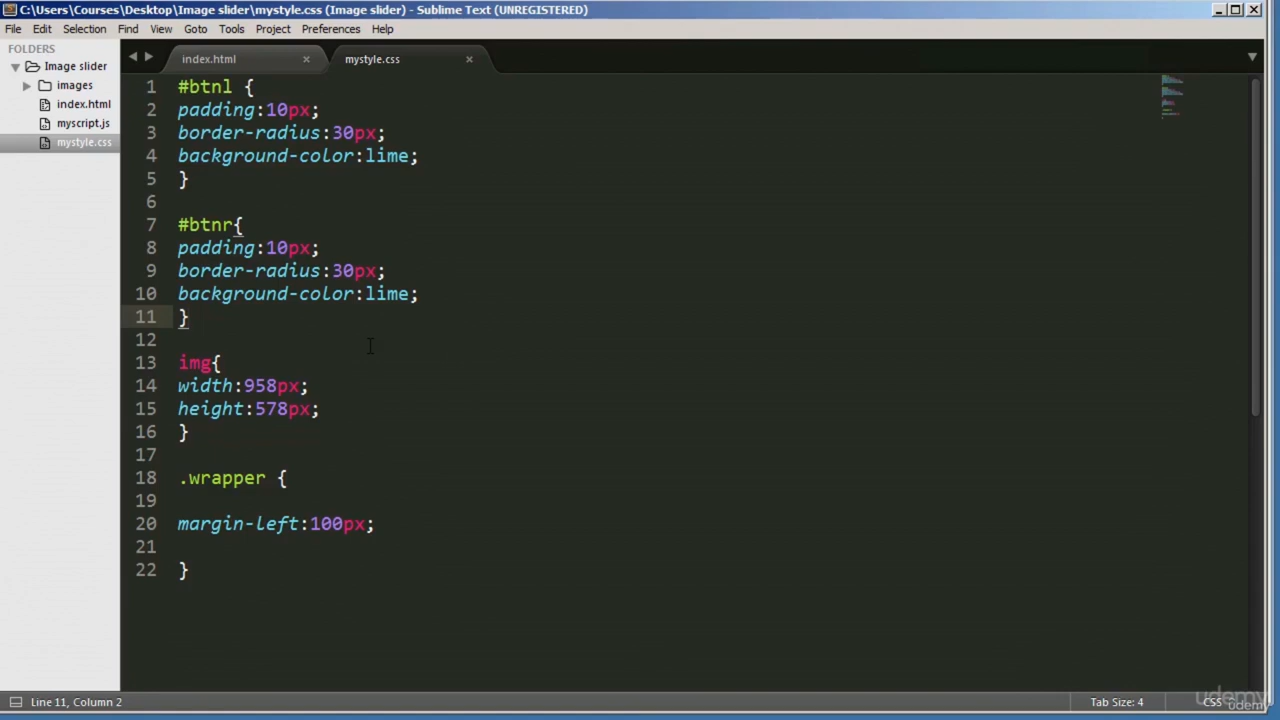 C:\Users\Courses\Desktop\Image slider\mystyle.css (Image slider) - Sublime Text (UNREGISTERED)
File Edit Selection Find View Goto Tools Project Preferences Help
FOLDERS
Image slider
images
index.html
myscript.js
mystyle.css
index.html × mystyle.css ×
1 #btnl {
2 padding:10px;
3 border-radius:30px;
4 background-color:lime;
5 }
6
7 #btnr{
8 padding:10px;
9 border-radius:30px;
10 background-color:lime;
11 }
12
13 img{
14 width:958px;
15 height:578px;
16 }
17
18 .wrapper {
19
20 margin-left:100px;
21
22 }
Line 11, Column 2
Tab Size: 4
CSS
udemy
udemy